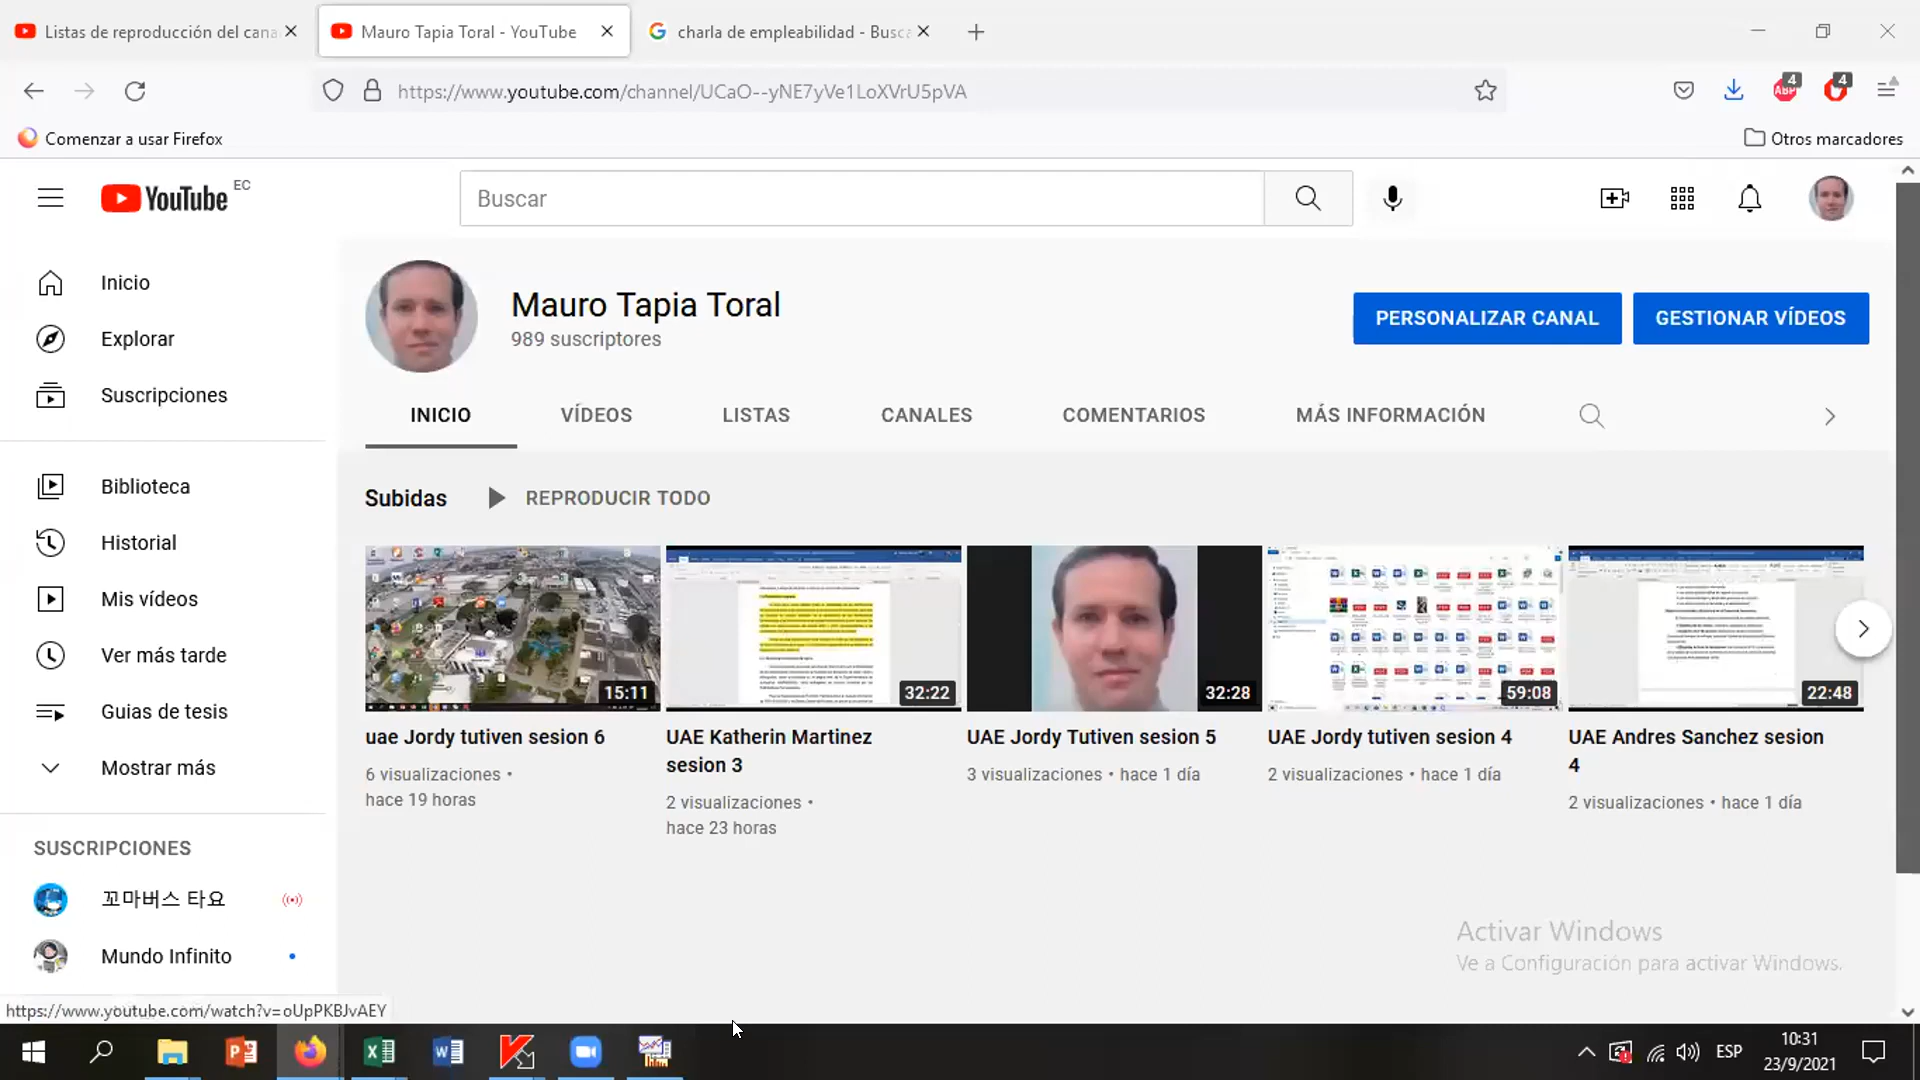 Listas de reproducción del cana
Mauro Tapia Toral - YouTube
charla de empleabilidad - Busca
https://www.youtube.com/channel/UCaO--yNE7yVe1LoXVrU5pVA
ABP
4
4
Comenzar a usar Firefox
Otros marcadores
YouTube EC
Buscar
Inicio
Explorar
Suscripciones
Biblioteca
Historial
Mis vídeos
Ver más tarde
Guias de tesis
Mostrar más
SUSCRIPCIONES
꼬마버스 타요
Mundo Infinito
Mauro Tapia Toral
989 suscriptores
PERSONALIZAR CANAL
GESTIONAR VÍDEOS
INICIO
VÍDEOS
LISTAS
CANALES
COMENTARIOS
MÁS INFORMACIÓN
Subidas
REPRODUCIR TODO
15:11
uae Jordy tutiven sesion 6
6 visualizaciones •
hace 19 horas
32:22
UAE Katherin Martinez
sesion 3
2 visualizaciones •
hace 23 horas
32:28
UAE Jordy Tutiven sesion 5
3 visualizaciones • hace 1 día
59:08
UAE Jordy tutiven sesion 4
2 visualizaciones • hace 1 día
22:48
UAE Andres Sanchez sesion
4
2 visualizaciones • hace 1 día
Activar Windows
Ve a Configuración para activar Windows.
https://www.youtube.com/watch?v=oUpPKBJvAEY
ESP
10:31
23/9/2021